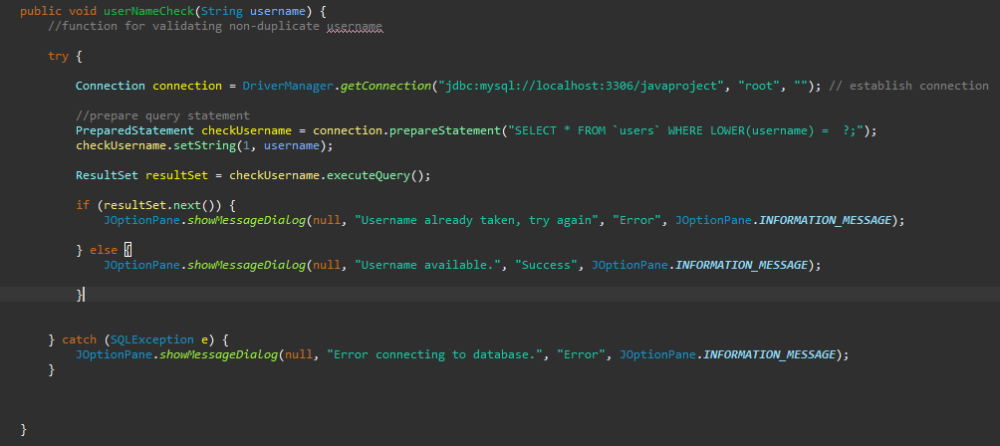 public void userNameCheck(String username) {
//function for validating non-duplicate username
try {
Connection connection = DriverManager.getConnection("jdbc:mysql://localhost:3306/javaproject", "root", ""); // establish connection
//prepare query statement
PreparedStatement checkUsername = connection.prepareStatement("SELECT * FROM `users` WHERE LOWER(username) =  ?;");
checkUsername.setString(1, username);
ResultSet resultSet = checkUsername.executeQuery();
if (resultSet.next()) {
JOptionPane.showMessageDialog(null, "Username already taken, try again", "Error", JOptionPane.INFORMATION_MESSAGE);
} else {
JOptionPane.showMessageDialog(null, "Username available.", "Success", JOptionPane.INFORMATION_MESSAGE);
}
} catch (SQLException e) {
JOptionPane.showMessageDialog(null, "Error connecting to database.", "Error", JOptionPane.INFORMATION_MESSAGE);
}
}